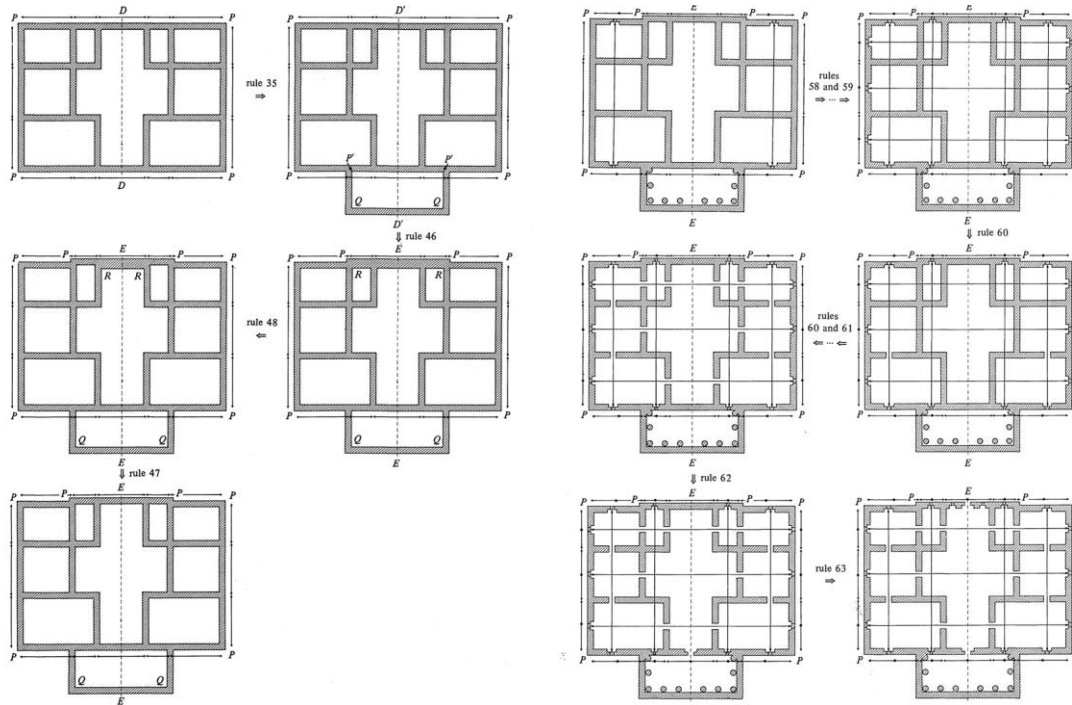 P D P
P D P
rule 35
⇒
P D' P
P' P'
P P
Q Q
D'
⇓ rule 46
P P E P P
R R
P P
Q Q
E
rule 48
⇐
P P E P P
R R
P P
Q Q
E
⇓ rule 47
P P E P P
P P
Q Q
E
P P E P P
P P
E
rules
58 and 59
⇒ ··· ⇒
P P E P P
P P
E
⇓ rule 60
P P E P P
P P
E
rules
60 and 61
⇐ ··· ⇐
P P E P P
P P
E
⇓ rule 62
P P E P P
P P
E
rule 63
⇒
P P E P P
P P
E